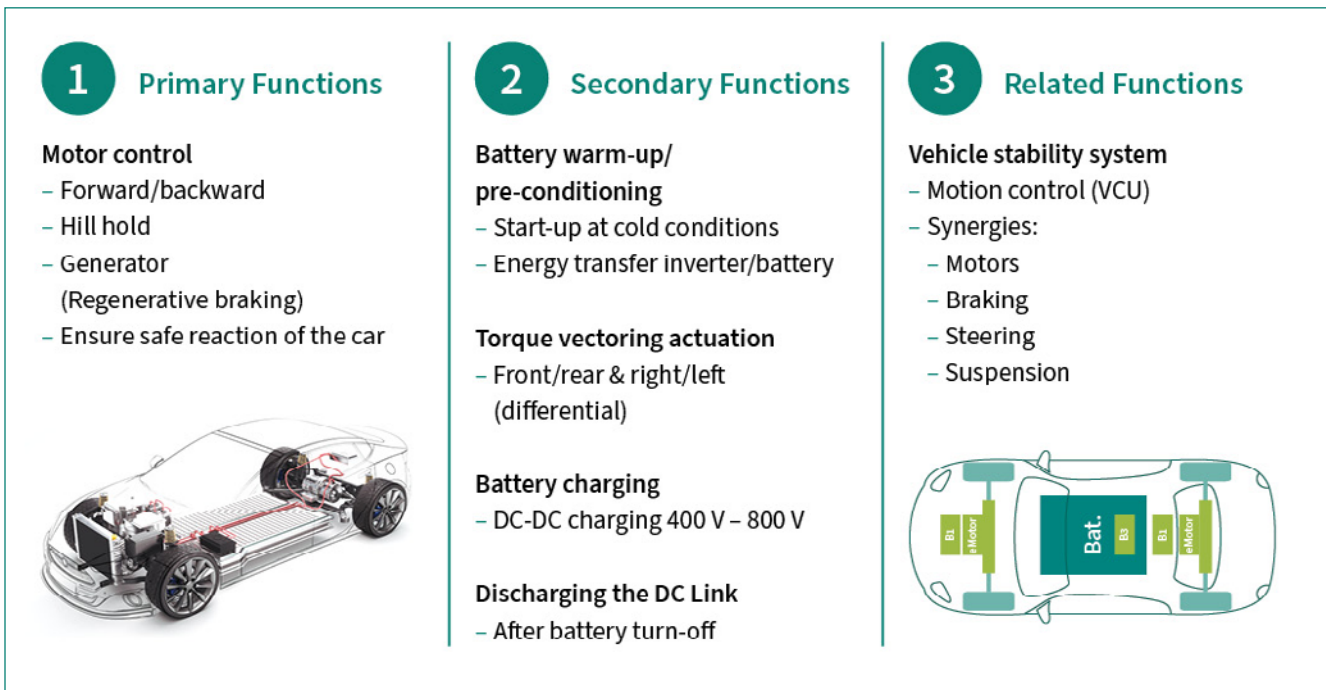 1 Primary Functions
Motor control
– Forward/backward
– Hill hold
– Generator
(Regenerative braking)
– Ensure safe reaction of the car
2 Secondary Functions
Battery warm-up/
pre-conditioning
– Start-up at cold conditions
– Energy transfer inverter/battery
Torque vectoring actuation
– Front/rear & right/left
(differential)
Battery charging
– DC-DC charging 400 V – 800 V
Discharging the DC Link
– After battery turn-off
3 Related Functions
Vehicle stability system
– Motion control (VCU)
– Synergies:
– Motors
– Braking
– Steering
– Suspension
B1
eMotor
Bat.
B3
B1
eMotor